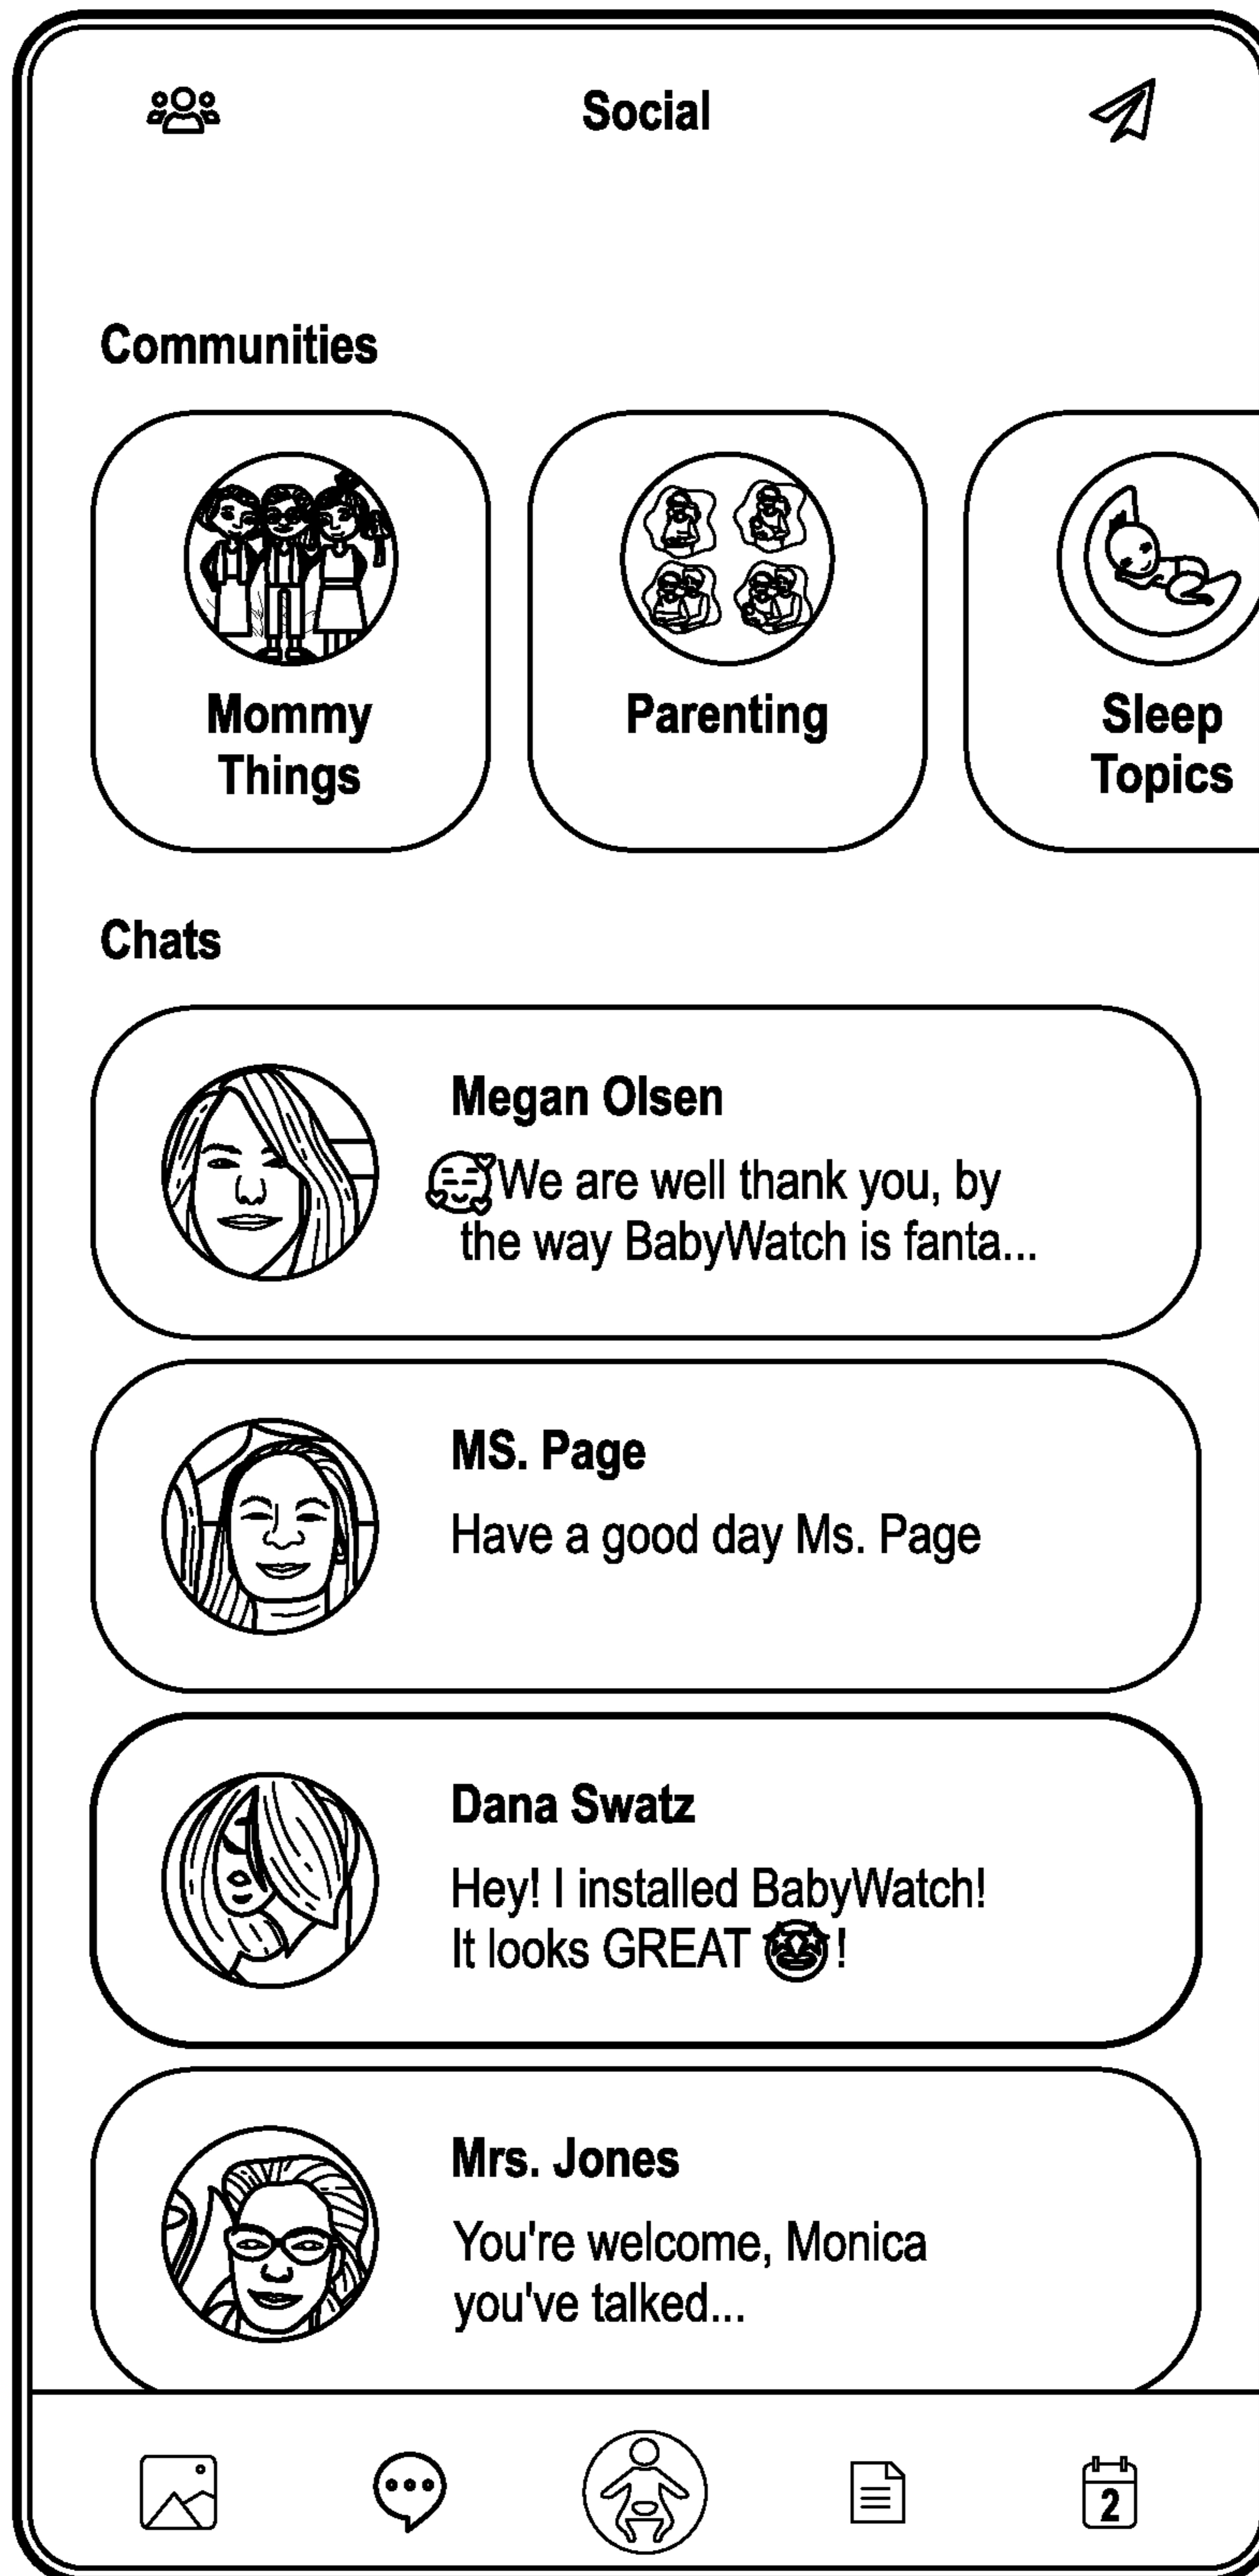 Social
Communities
Mommy
Things
Parenting
Sleep
Topics
Chats
Megan Olsen
🥰We are well thank you, by
the way BabyWatch is fanta...
MS. Page
Have a good day Ms. Page
Dana Swatz
Hey! I installed BabyWatch!
It looks GREAT 🤩!
Mrs. Jones
You're welcome, Monica
you've talked...
2